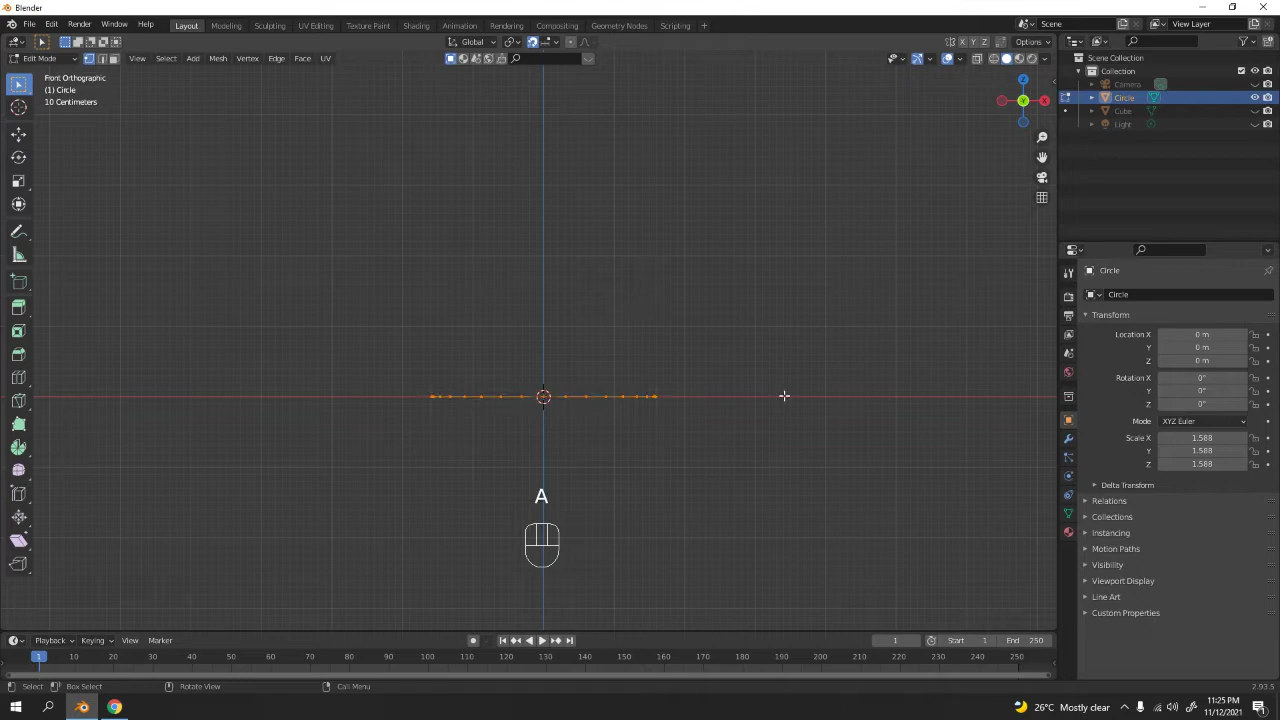 Blender
File Edit Render Window Help Layout Modeling Sculpting UV Editing Texture Paint Shading Animation Rendering Compositing Geometry Nodes Scripting + Scene View Layer
Global X Y Z Options
Edit Mode View Select Add Mesh Vertex Edge Face UV
Front Orthographic
(1) Circle
10 Centimeters
Z
Y
X
A
Scene Collection
Collection
Camera
Circle
Cube
Light
Circle
Circle
Transform
Location X 0 m
Y 0 m
Z 0 m
Rotation X 0°
Y 0°
Z 0°
Mode XYZ Euler
Scale X 1.588
Y 1.588
Z 1.588
Delta Transform
Relations
Collections
Instancing
Motion Paths
Visibility
Viewport Display
Line Art
Custom Properties
Playback Keying View Marker 1 Start 1 End 250
1 10 20 30 40 50 60 70 80 90 100 110 120 130 140 150 160 170 180 190 200 210 220 230 240 250
Select Box Select Rotate View Call Menu 2.93.5
26°C Mostly clear 11:25 PM
11/12/2021